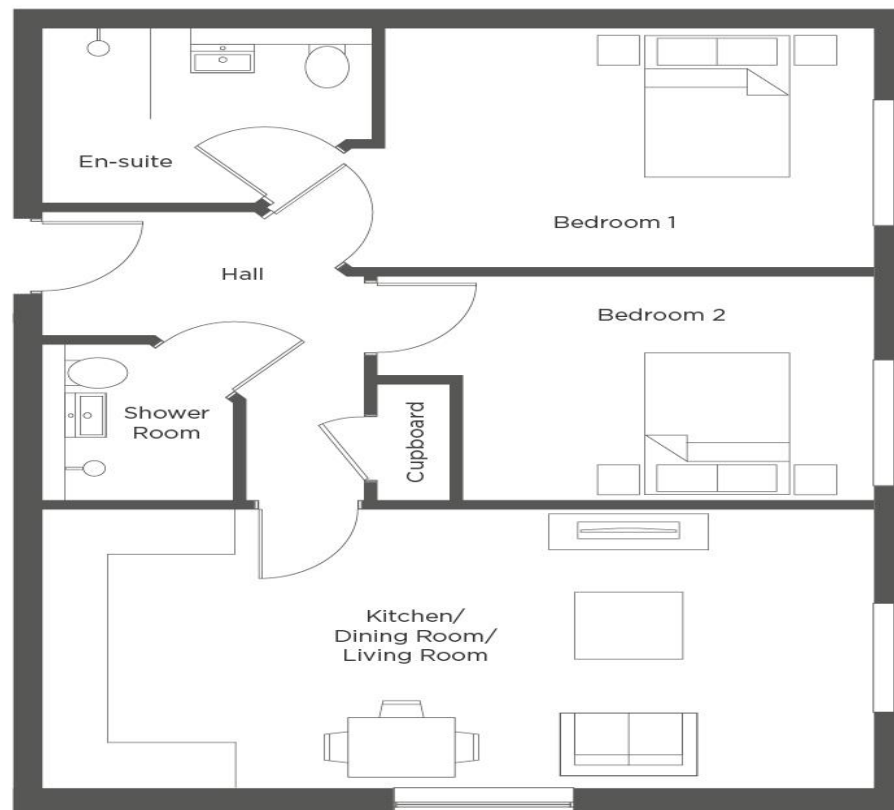 En-suite
Bedroom 1
Hall
Bedroom 2
Shower
Room
Cupboard
Kitchen/
Dining Room/
Living Room